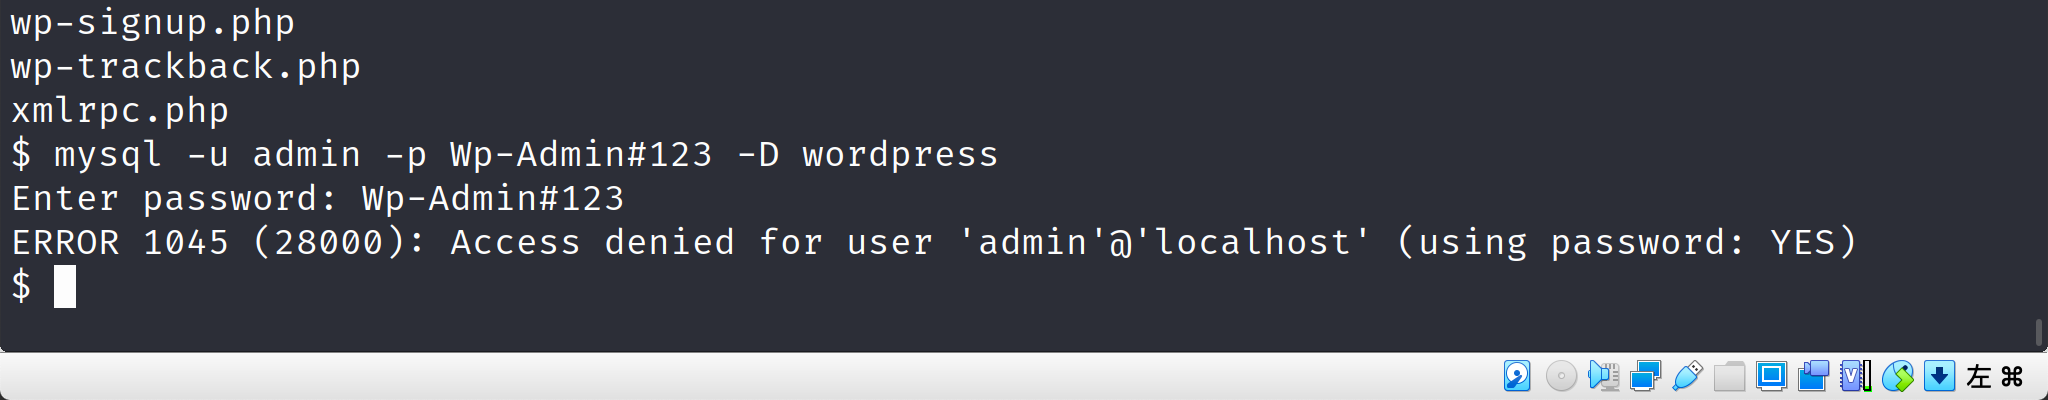 wp-signup.php
wp-trackback.php
xmlrpc.php
$ mysql -u admin -p Wp-Admin#123 -D wordpress
Enter password: Wp-Admin#123
ERROR 1045 (28000): Access denied for user 'admin'@'localhost' (using password: YES)
$
V 左 ⌘